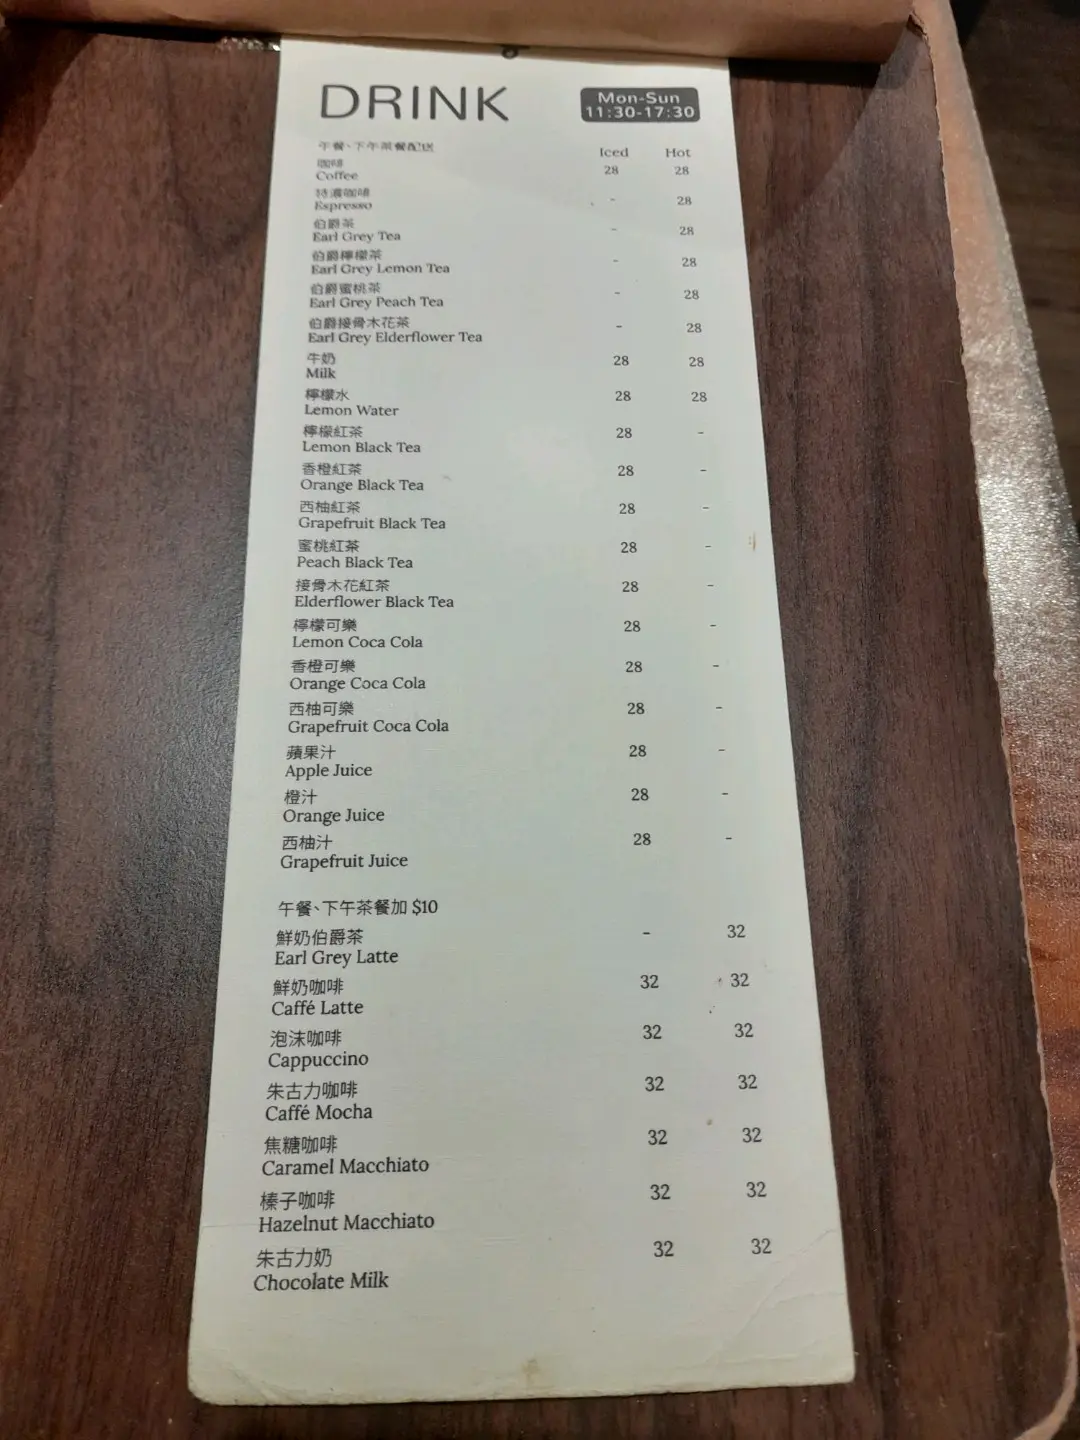 DRINK
Mon-Sun
11:30-17:30
午餐、下午茶餐配送
Iced Hot
咖啡
Coffee 28 28
特濃咖啡
Espresso - 28
伯爵茶
Earl Grey Tea - 28
伯爵檸檬茶
Earl Grey Lemon Tea - 28
伯爵蜜桃茶
Earl Grey Peach Tea - 28
伯爵接骨木花茶
Earl Grey Elderflower Tea - 28
牛奶
Milk 28 28
檸檬水
Lemon Water 28 28
檸檬紅茶
Lemon Black Tea 28 -
香橙紅茶
Orange Black Tea 28 -
西柚紅茶
Grapefruit Black Tea 28 -
蜜桃紅茶
Peach Black Tea 28 -
接骨木花紅茶
Elderflower Black Tea 28 -
檸檬可樂
Lemon Coca Cola 28 -
香橙可樂
Orange Coca Cola 28 -
西柚可樂
Grapefruit Coca Cola 28 -
蘋果汁
Apple Juice 28 -
橙汁
Orange Juice 28 -
西柚汁
Grapefruit Juice 28 -
午餐、下午茶餐加 $10
鮮奶伯爵茶
Earl Grey Latte - 32
鮮奶咖啡
Caffé Latte 32 32
泡沫咖啡
Cappuccino 32 32
朱古力咖啡
Caffé Mocha 32 32
焦糖咖啡
Caramel Macchiato 32 32
榛子咖啡
Hazelnut Macchiato 32 32
朱古力奶
Chocolate Milk 32 32